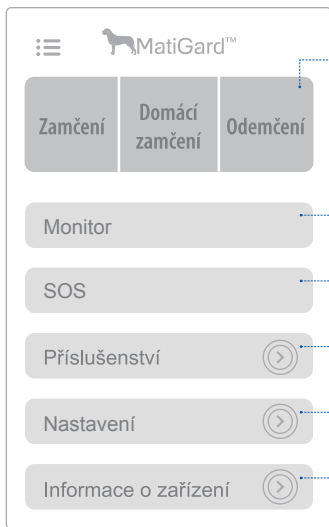 MatiGard™
Zamčení
Domácí
zamčení
Odemčení
Monitor
SOS
Příslušenství
Nastavení
Informace o zařízení